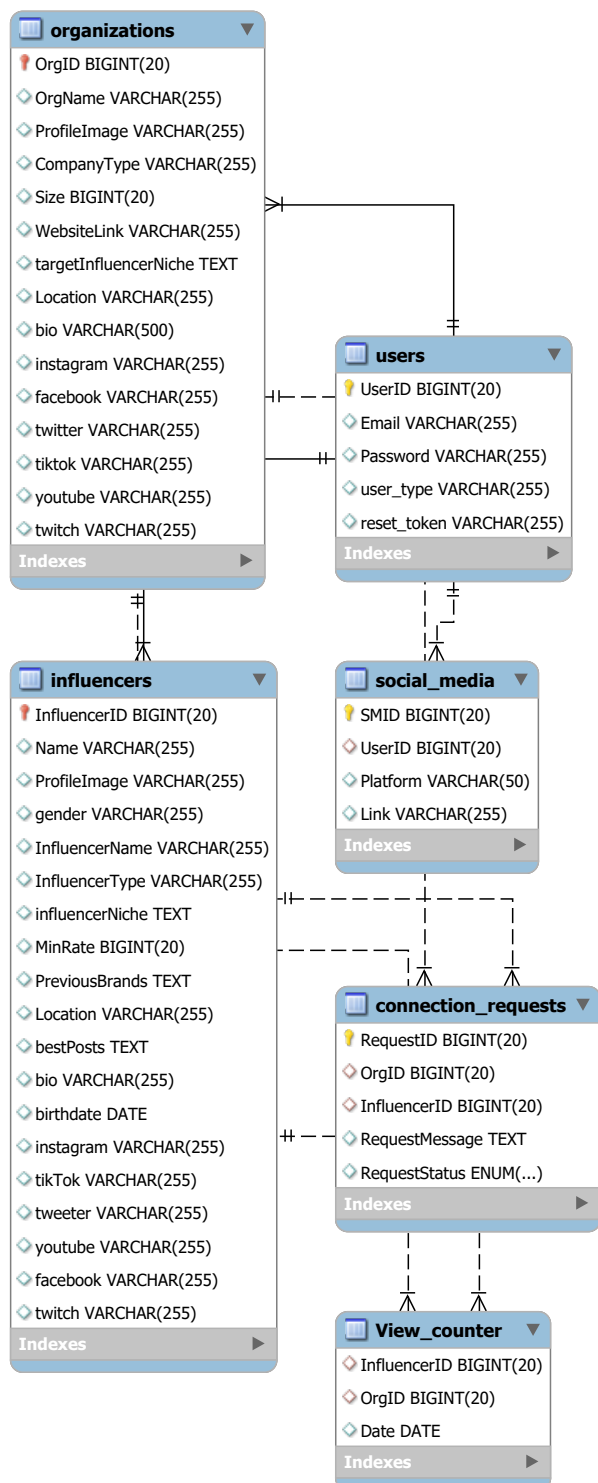 organizations
OrgID BIGINT(20)
OrgName VARCHAR(255)
ProfileImage VARCHAR(255)
CompanyType VARCHAR(255)
Size BIGINT(20)
WebsiteLink VARCHAR(255)
targetInfluencerNiche TEXT
Location VARCHAR(255)
bio VARCHAR(500)
instagram VARCHAR(255)
facebook VARCHAR(255)
twitter VARCHAR(255)
tiktok VARCHAR(255)
youtube VARCHAR(255)
twitch VARCHAR(255)
Indexes
users
UserID BIGINT(20)
Email VARCHAR(255)
Password VARCHAR(255)
user_type VARCHAR(255)
reset_token VARCHAR(255)
Indexes
influencers
InfluencerID BIGINT(20)
Name VARCHAR(255)
ProfileImage VARCHAR(255)
gender VARCHAR(255)
InfluencerName VARCHAR(255)
InfluencerType VARCHAR(255)
influencerNiche TEXT
MinRate BIGINT(20)
PreviousBrands TEXT
Location VARCHAR(255)
bestPosts TEXT
bio VARCHAR(255)
birthdate DATE
instagram VARCHAR(255)
tikTok VARCHAR(255)
tweeter VARCHAR(255)
youtube VARCHAR(255)
facebook VARCHAR(255)
twitch VARCHAR(255)
Indexes
social_media
SMID BIGINT(20)
UserID BIGINT(20)
Platform VARCHAR(50)
Link VARCHAR(255)
Indexes
connection_requests
RequestID BIGINT(20)
OrgID BIGINT(20)
InfluencerID BIGINT(20)
RequestMessage TEXT
RequestStatus ENUM(...)
Indexes
View_counter
InfluencerID BIGINT(20)
OrgID BIGINT(20)
Date DATE
Indexes